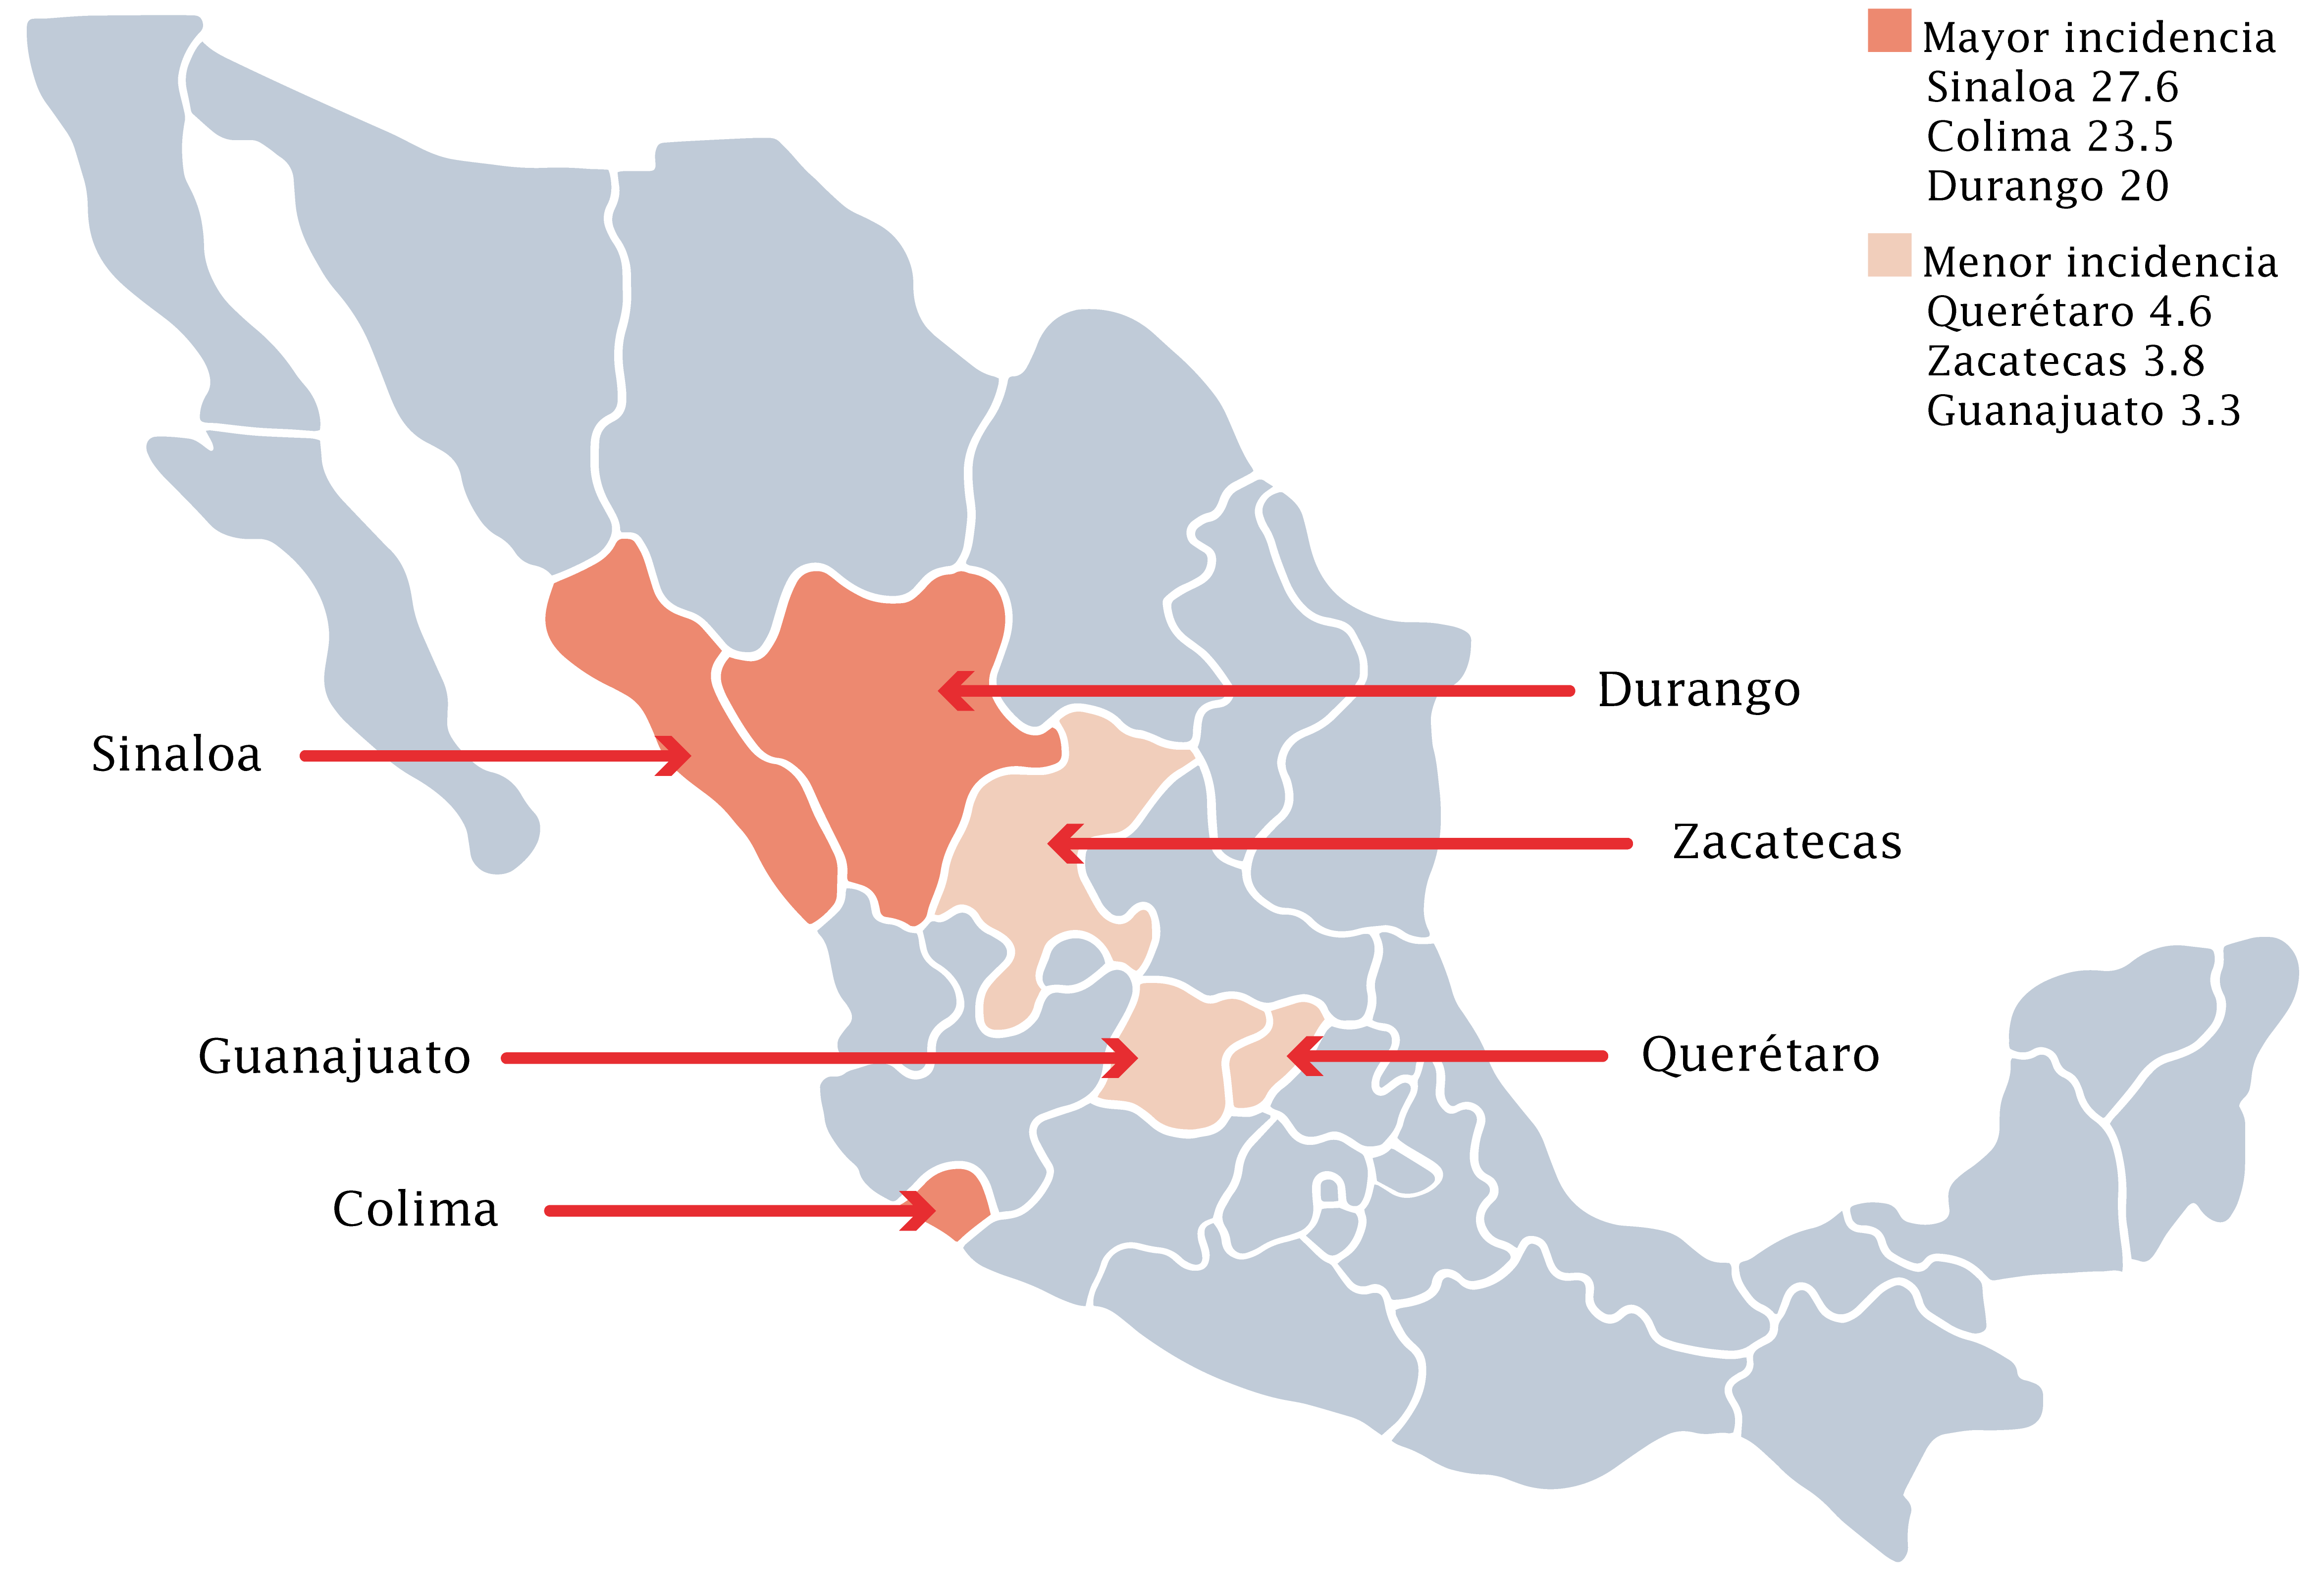 Mayor incidencia
Sinaloa 27.6
Colima 23.5
Durango 20
Menor incidencia
Querétaro 4.6
Zacatecas 3.8
Guanajuato 3.3
Durango
Sinaloa
Zacatecas
Guanajuato
Querétaro
Colima